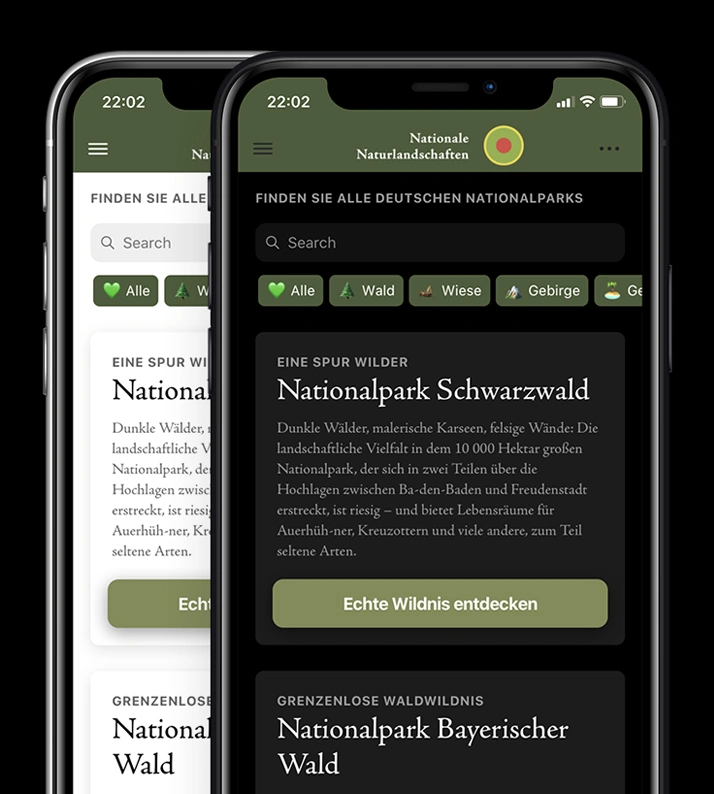 22:02
Na
FINDEN SIE ALLE
Search
Alle
W
EINE SPUR WI
National
Dunkle Wälder, m
landschaftliche V
Nationalpark, der
Hochlagen zwisc
erstreckt, ist riesig
Auerhüh-ner, Kre
seltene Arten.
Echt
GRENZENLOSE
National
Wald
22:02
Nationale
Naturlandschaften
FINDEN SIE ALLE DEUTSCHEN NATIONALPARKS
Search
Alle
Wald
Wiese
Gebirge
Ge
EINE SPUR WILDER
Nationalpark Schwarzwald
Dunkle Wälder, malerische Karseen, felsige Wände: Die
landschaftliche Vielfalt in dem 10 000 Hektar großen
Nationalpark, der sich in zwei Teilen über die
Hochlagen zwischen Ba-den-Baden und Freudenstadt
erstreckt, ist riesig – und bietet Lebensräume für
Auerhüh-ner, Kreuzottern und viele andere, zum Teil
seltene Arten.
Echte Wildnis entdecken
GRENZENLOSE WALDWILDNIS
Nationalpark Bayerischer
Wald